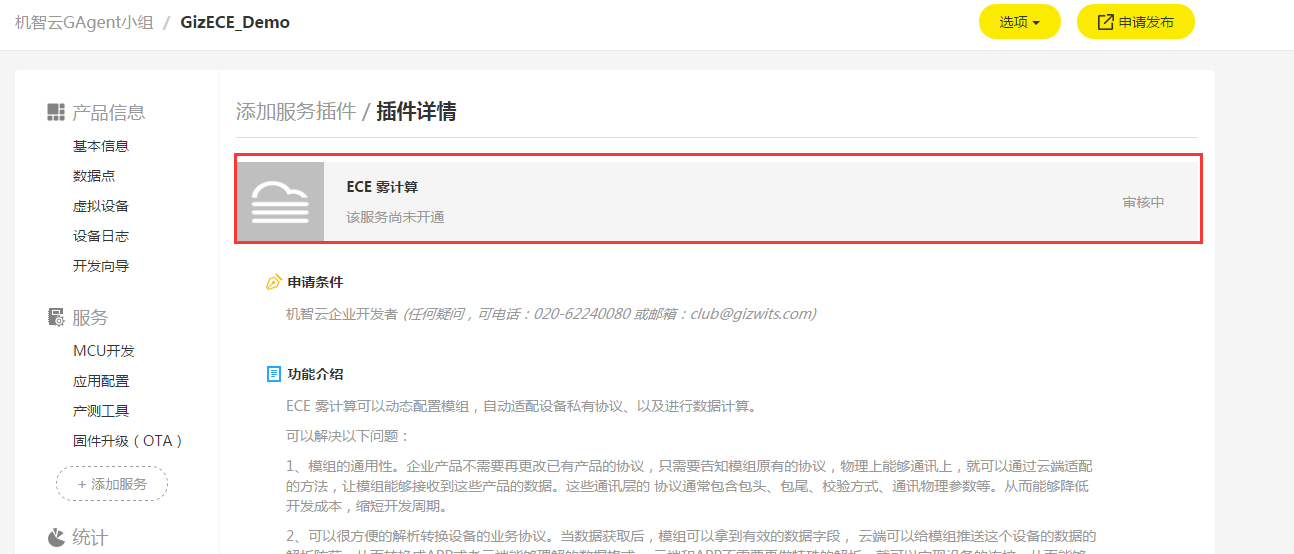 机智云GAgent小组 / GizECE_Demo
选项
申请发布
产品信息
基本信息
数据点
虚拟设备
设备日志
开发向导
服务
MCU开发
应用配置
产测工具
固件升级（OTA）
+ 添加服务
统计
添加服务插件 / 插件详情
ECE 雾计算
该服务尚未开通
审核中
申请条件
机智云企业开发者 (任何疑问，可电话：020-62240080 或邮箱：club@gizwits.com)
功能介绍
ECE 雾计算可以动态配置模组，自动适配设备私有协议、以及进行数据计算。
可以解决以下问题：
1、模组的通用性。企业产品不需要再更改已有产品的协议，只需要告知模组原有的协议，物理上能够通讯上，就可以通过云端适配
的方法，让模组能够接收到这些产品的数据。这些通讯层的 协议通常包含包头、包尾、校验方式、通讯物理参数等。从而能够降低
开发成本，缩短开发周期。
2、可以很方便的解析转换设备的业务协议。当数据获取后，模组可以拿到有效的数据字段， 云端可以给模组推送这个设备的数据的